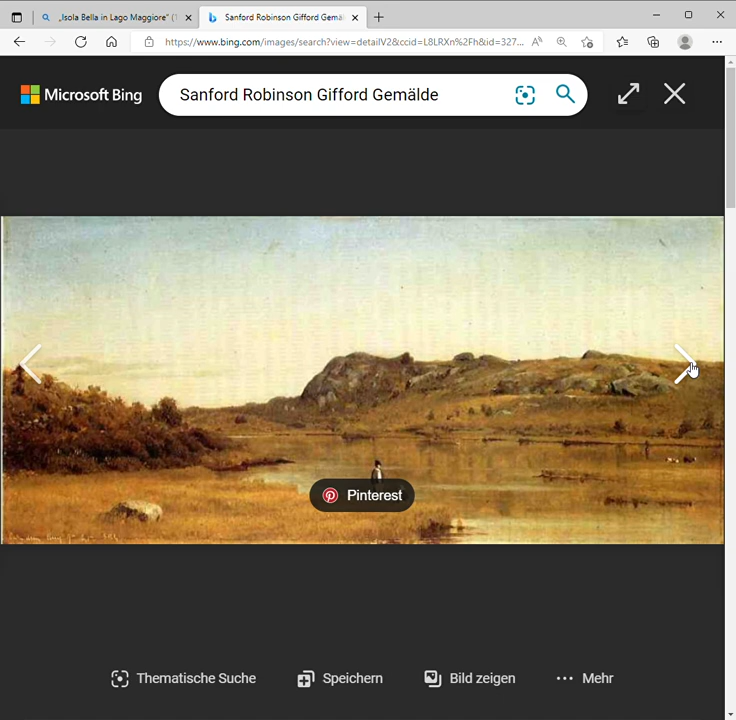 „Isola Bella in Lago Maggiore" (1
Sanford Robinson Gifford Gemä
https://www.bing.com/images/search?view=detailV2&ccid=L8LRXn%2Fh&id=327...
Microsoft Bing
Sanford Robinson Gifford Gemälde
Pinterest
Thematische Suche
Speichern
Bild zeigen
Mehr